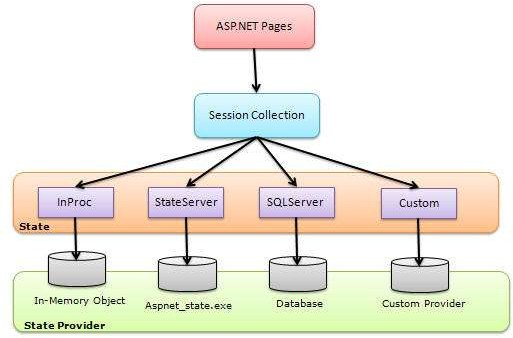 ASP.NET Pages
Session Collection
InProc
StateServer
SQLServer
Custom
State
In-Memory Object
Aspnet_state.exe
Database
Custom Provider
State Provider